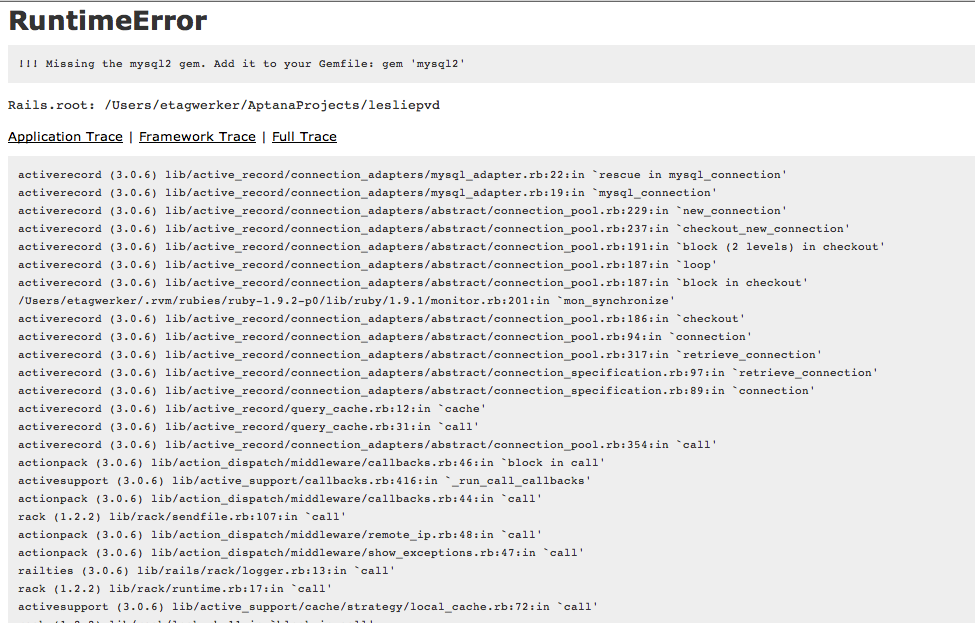 RuntimeError
!!! Missing the mysql2 gem. Add it to your Gemfile: gem 'mysql2'
Rails.root: /Users/etagwerker/AptanaProjects/lesliepvd
Application Trace | Framework Trace | Full Trace
activerecord (3.0.6) lib/active_record/connection_adapters/mysql_adapter.rb:22:in `rescue in mysql_connection'
activerecord (3.0.6) lib/active_record/connection_adapters/mysql_adapter.rb:19:in `mysql_connection'
activerecord (3.0.6) lib/active_record/connection_adapters/abstract/connection_pool.rb:229:in `new_connection'
activerecord (3.0.6) lib/active_record/connection_adapters/abstract/connection_pool.rb:237:in `checkout_new_connection'
activerecord (3.0.6) lib/active_record/connection_adapters/abstract/connection_pool.rb:191:in `block (2 levels) in checkout'
activerecord (3.0.6) lib/active_record/connection_adapters/abstract/connection_pool.rb:187:in `loop'
activerecord (3.0.6) lib/active_record/connection_adapters/abstract/connection_pool.rb:187:in `block in checkout'
/Users/etagwerker/.rvm/rubies/ruby-1.9.2-p0/lib/ruby/1.9.1/monitor.rb:201:in `mon_synchronize'
activerecord (3.0.6) lib/active_record/connection_adapters/abstract/connection_pool.rb:186:in `checkout'
activerecord (3.0.6) lib/active_record/connection_adapters/abstract/connection_pool.rb:94:in `connection'
activerecord (3.0.6) lib/active_record/connection_adapters/abstract/connection_pool.rb:317:in `retrieve_connection'
activerecord (3.0.6) lib/active_record/connection_adapters/abstract/connection_specification.rb:97:in `retrieve_connection'
activerecord (3.0.6) lib/active_record/connection_adapters/abstract/connection_specification.rb:89:in `connection'
activerecord (3.0.6) lib/active_record/query_cache.rb:12:in `cache'
activerecord (3.0.6) lib/active_record/query_cache.rb:31:in `call'
activerecord (3.0.6) lib/active_record/connection_adapters/abstract/connection_pool.rb:354:in `call'
actionpack (3.0.6) lib/action_dispatch/middleware/callbacks.rb:46:in `block in call'
activesupport (3.0.6) lib/active_support/callbacks.rb:416:in `_run_call_callbacks'
actionpack (3.0.6) lib/action_dispatch/middleware/callbacks.rb:44:in `call'
rack (1.2.2) lib/rack/sendfile.rb:107:in `call'
actionpack (3.0.6) lib/action_dispatch/middleware/remote_ip.rb:48:in `call'
actionpack (3.0.6) lib/action_dispatch/middleware/show_exceptions.rb:47:in `call'
railties (3.0.6) lib/rails/rack/logger.rb:13:in `call'
rack (1.2.2) lib/rack/runtime.rb:17:in `call'
activesupport (3.0.6) lib/active_support/cache/strategy/local_cache.rb:72:in `call'